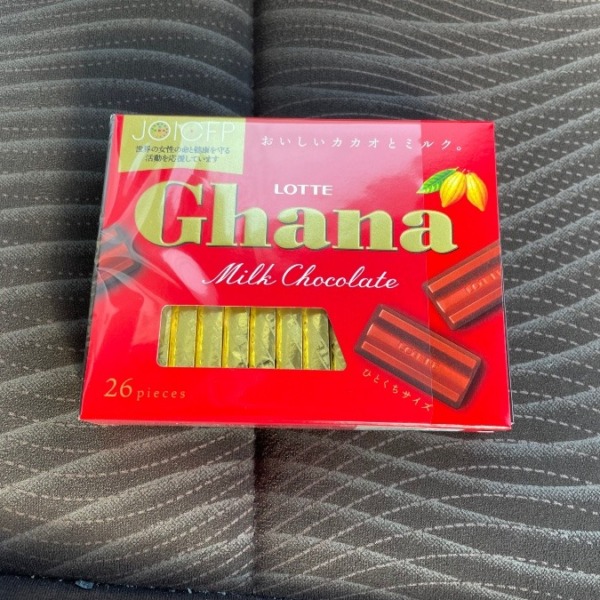 JOICFP
世界の女性の命と健康を守る
活動を応援しています
おいしいカカオとミルク。
LOTTE
Ghana
Milk Chocolate
26 pieces
ひとくちサイズ